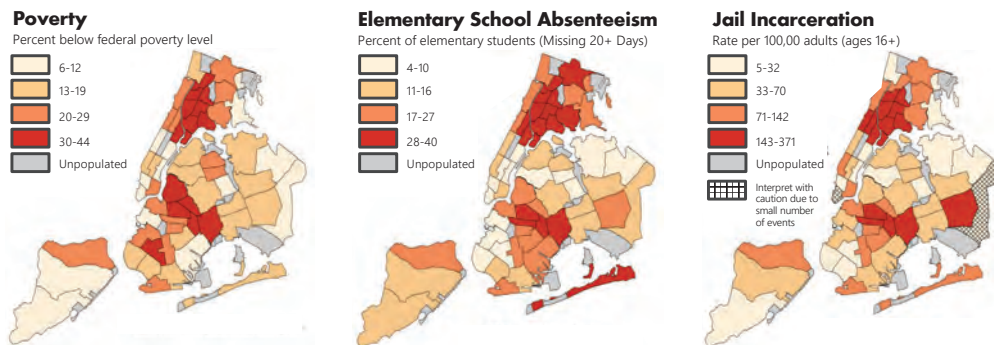 Poverty
Percent below federal poverty level
6-12
13-19
20-29
30-44
Unpopulated
Elementary School Absenteeism
Percent of elementary students (Missing 20+ Days)
4-10
11-16
17-27
28-40
Unpopulated
Jail Incarceration
Rate per 100,00 adults (ages 16+)
5-32
33-70
71-142
143-371
Unpopulated
Interpret with
caution due to
small number
of events